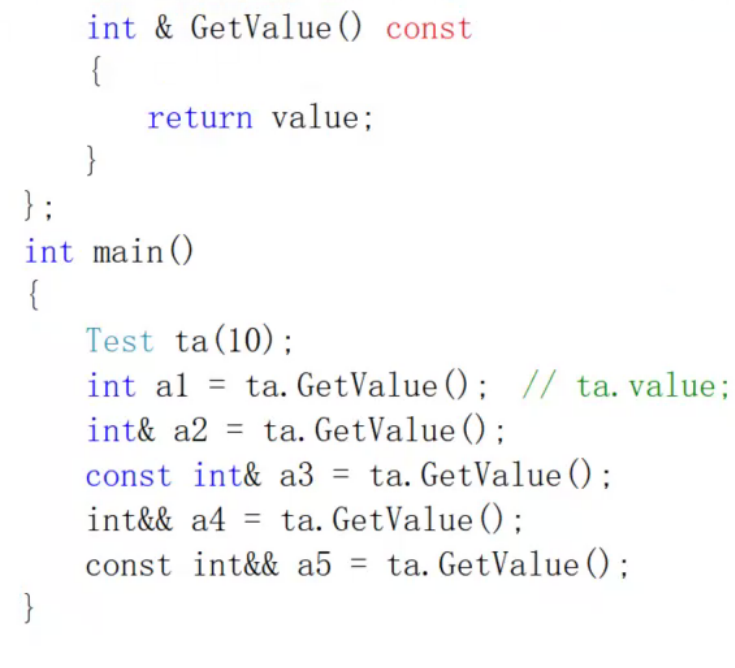 int & GetValue() const
{
return value;
}
};
int main()
{
Test ta(10);
int a1 = ta.GetValue(); // ta.value;
int& a2 = ta.GetValue();
const int& a3 = ta.GetValue();
int&& a4 = ta.GetValue();
const int&& a5 = ta.GetValue();
}